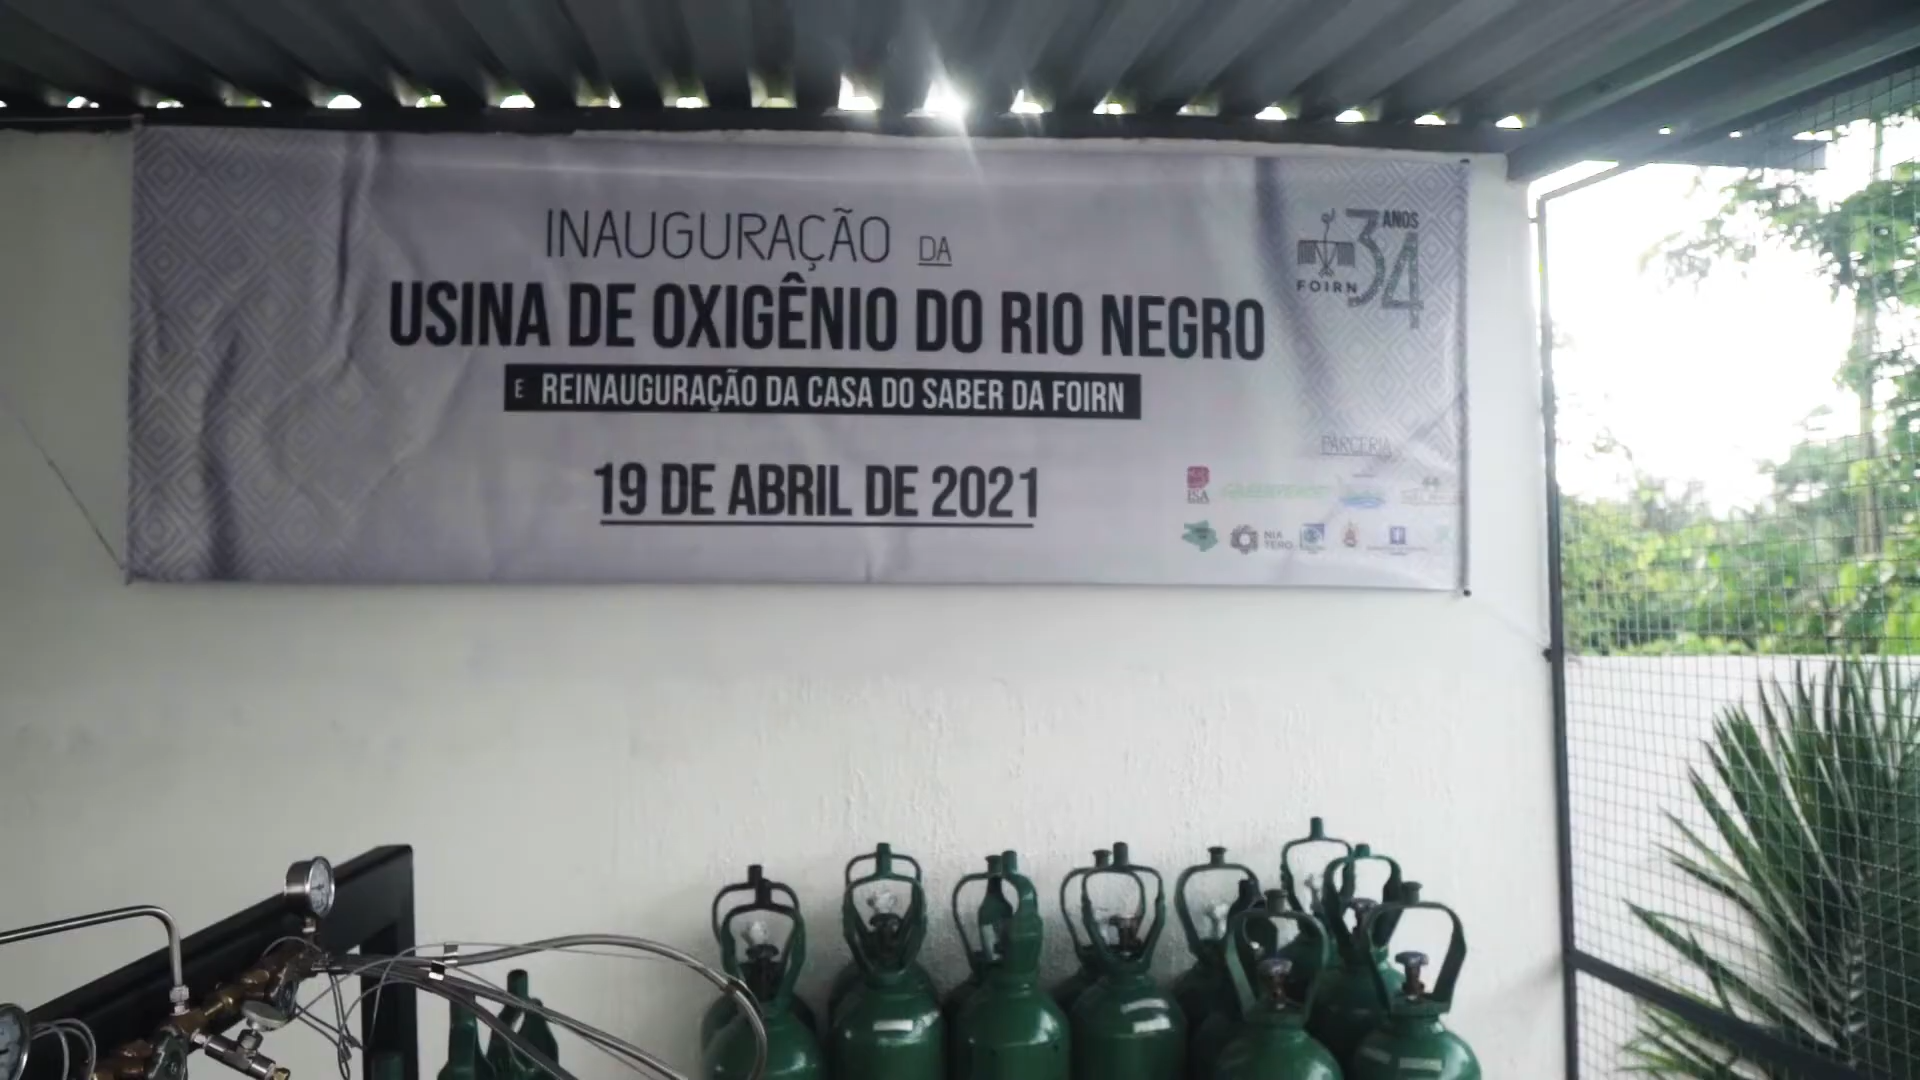 INAUGURAÇÃO DA
USINA DE OXIGÊNIO DO RIO NEGRO
E REINAUGURAÇÃO DA CASA DO SABER DA FOIRN
19 DE ABRIL DE 2021
34 ANOS
FOIRN
PARCERIA
ISA GREENPEACE
NIA TERO